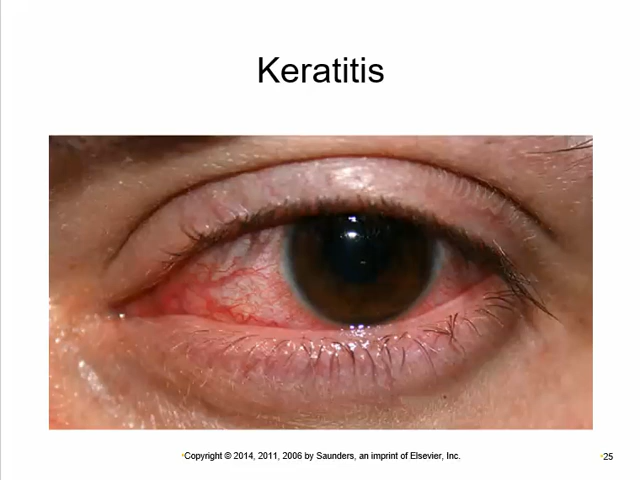 Keratitis
Copyright © 2014, 2011, 2006 by Saunders, an imprint of Elsevier, Inc.
25